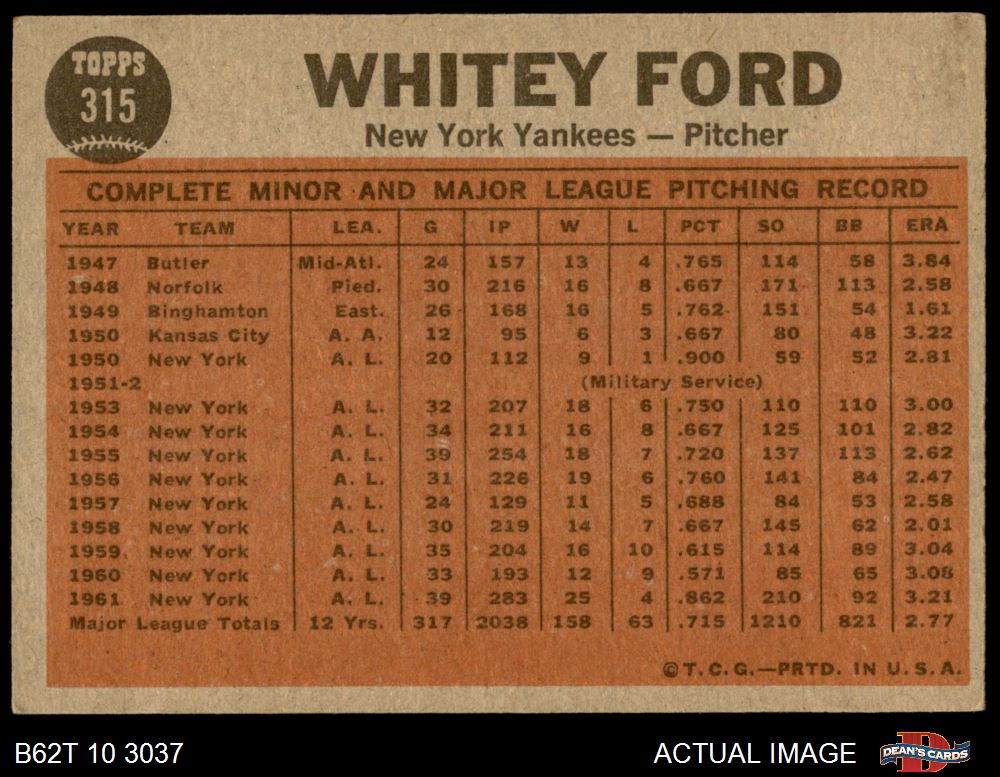 TOPPS
315
WHITEY FORD
New York Yankees — Pitcher
COMPLETE MINOR AND MAJOR LEAGUE PITCHING RECORD
YEAR TEAM LEA. G IP W L PCT SO BB ERA
1947 Butler Mid-Atl. 24 157 13 4 .765 114 58 3.84
1948 Norfolk Pied. 30 216 16 8 .667 171 113 2.58
1949 Binghamton East. 26 168 16 5 .762 151 54 1.61
1950 Kansas City A. A. 12 95 6 3 .667 80 48 3.22
1950 New York A. L. 20 112 9 1 .900 59 52 2.81
1951-2 (Military Service)
1953 New York A. L. 32 207 18 6 .750 110 110 3.00
1954 New York A. L. 34 211 16 8 .667 125 101 2.82
1955 New York A. L. 39 254 18 7 .720 137 113 2.62
1956 New York A. L. 31 226 19 6 .760 141 84 2.47
1957 New York A. L. 24 129 11 5 .688 84 53 2.58
1958 New York A. L. 30 219 14 7 .667 145 62 2.01
1959 New York A. L. 35 204 16 10 .615 114 89 3.04
1960 New York A. L. 33 193 12 9 .571 85 65 3.08
1961 New York A. L. 39 283 25 4 .862 210 92 3.21
Major League Totals 12 Yrs. 317 2038 158 63 .715 1210 821 2.77
©T.C.G.—PRTD. IN U.S.A.
B62T 10 3037 ACTUAL IMAGE DEAN'S CARDS